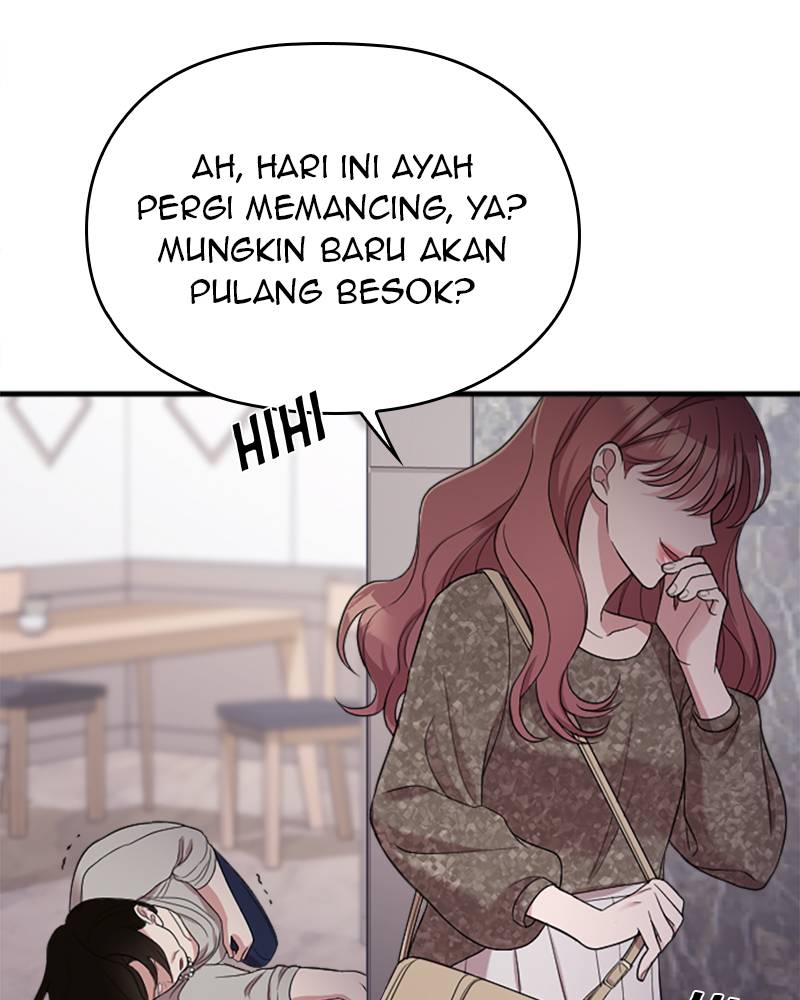 AH, HARI INI AYAH
PERGI MEMANCING, YA?
MUNGKIN BARU AKAN
PULANG BESOK?
HIHI